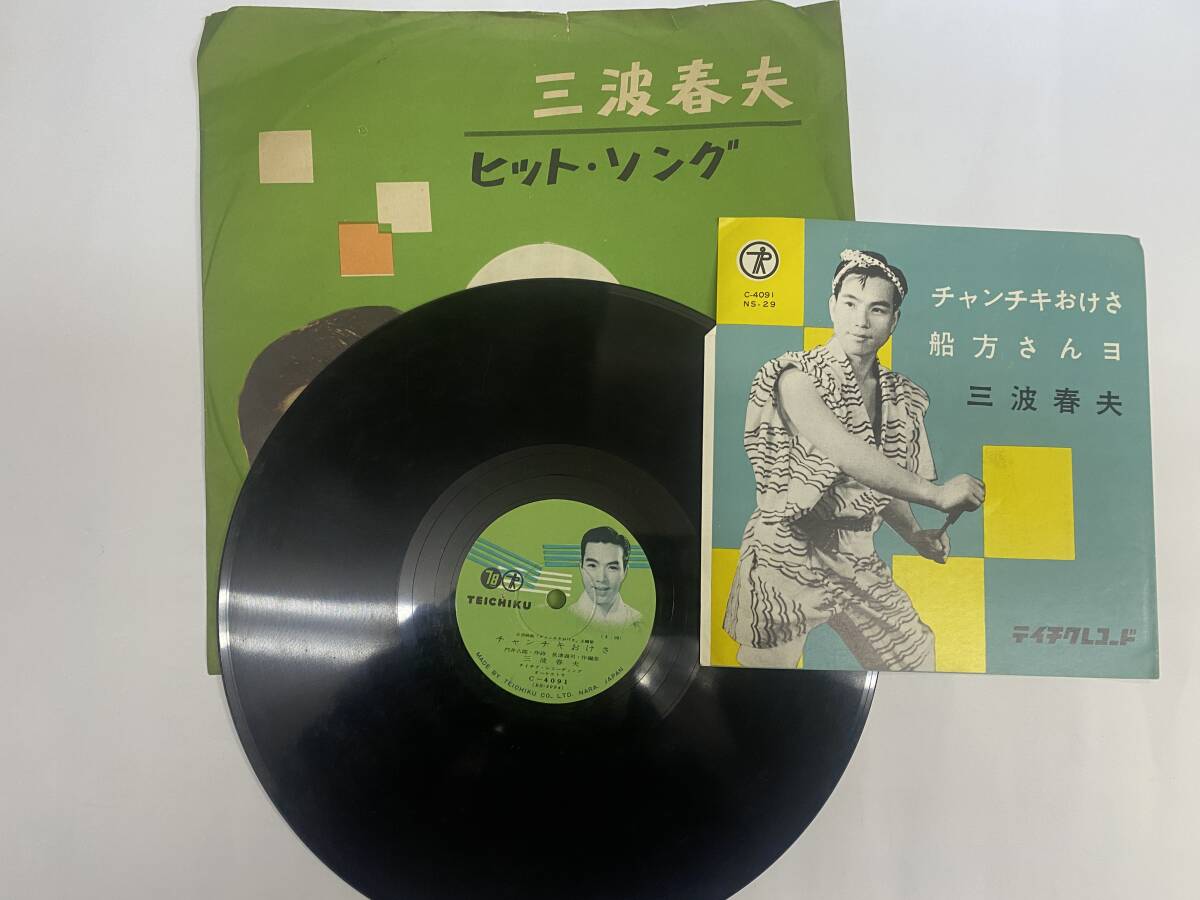 三波春夫
ヒット・ソング
C-4091
NS-29
チャンチキおけさ
船方さんヨ
三波春夫
テイチクレコード
78
TEICHIKU
チャンチキおけさ
三波春夫
C-4091
MADE BY TEICHIKU CO., LTD. NARA, JAPAN